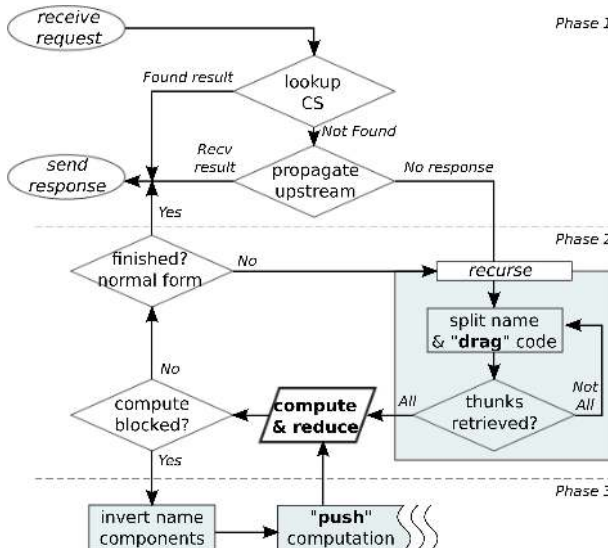 receive
request
Phase 1
Found result
lookup
CS
Not Found
send
response
Recv
result
propagate
upstream
No response
Yes
Phase 2
finished?
normal form
No
recurse
split name
& "drag" code
No
compute
blocked?
compute
& reduce
All
thunks
retrieved?
Not
All
Yes
Phase 3
invert name
components
"push"
computation